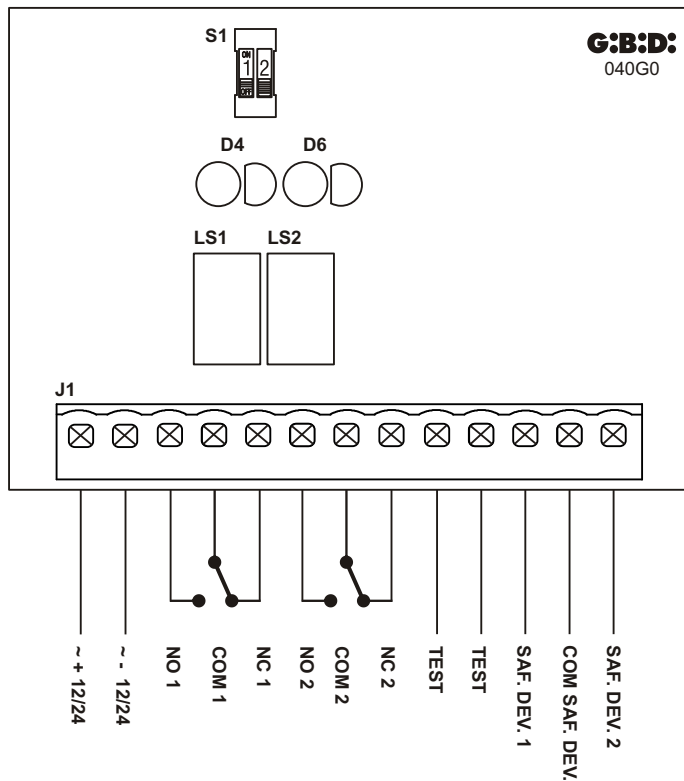 S1
G:B:D:
040G0
ON
1 2
OFF
D4 D6
LS1 LS2
J1
~ + 12/24
~ - 12/24
NO 1
COM 1
NC 1
NO 2
COM 2
NC 2
TEST
TEST
SAF. DEV. 1
COM SAF. DEV.
SAF. DEV. 2